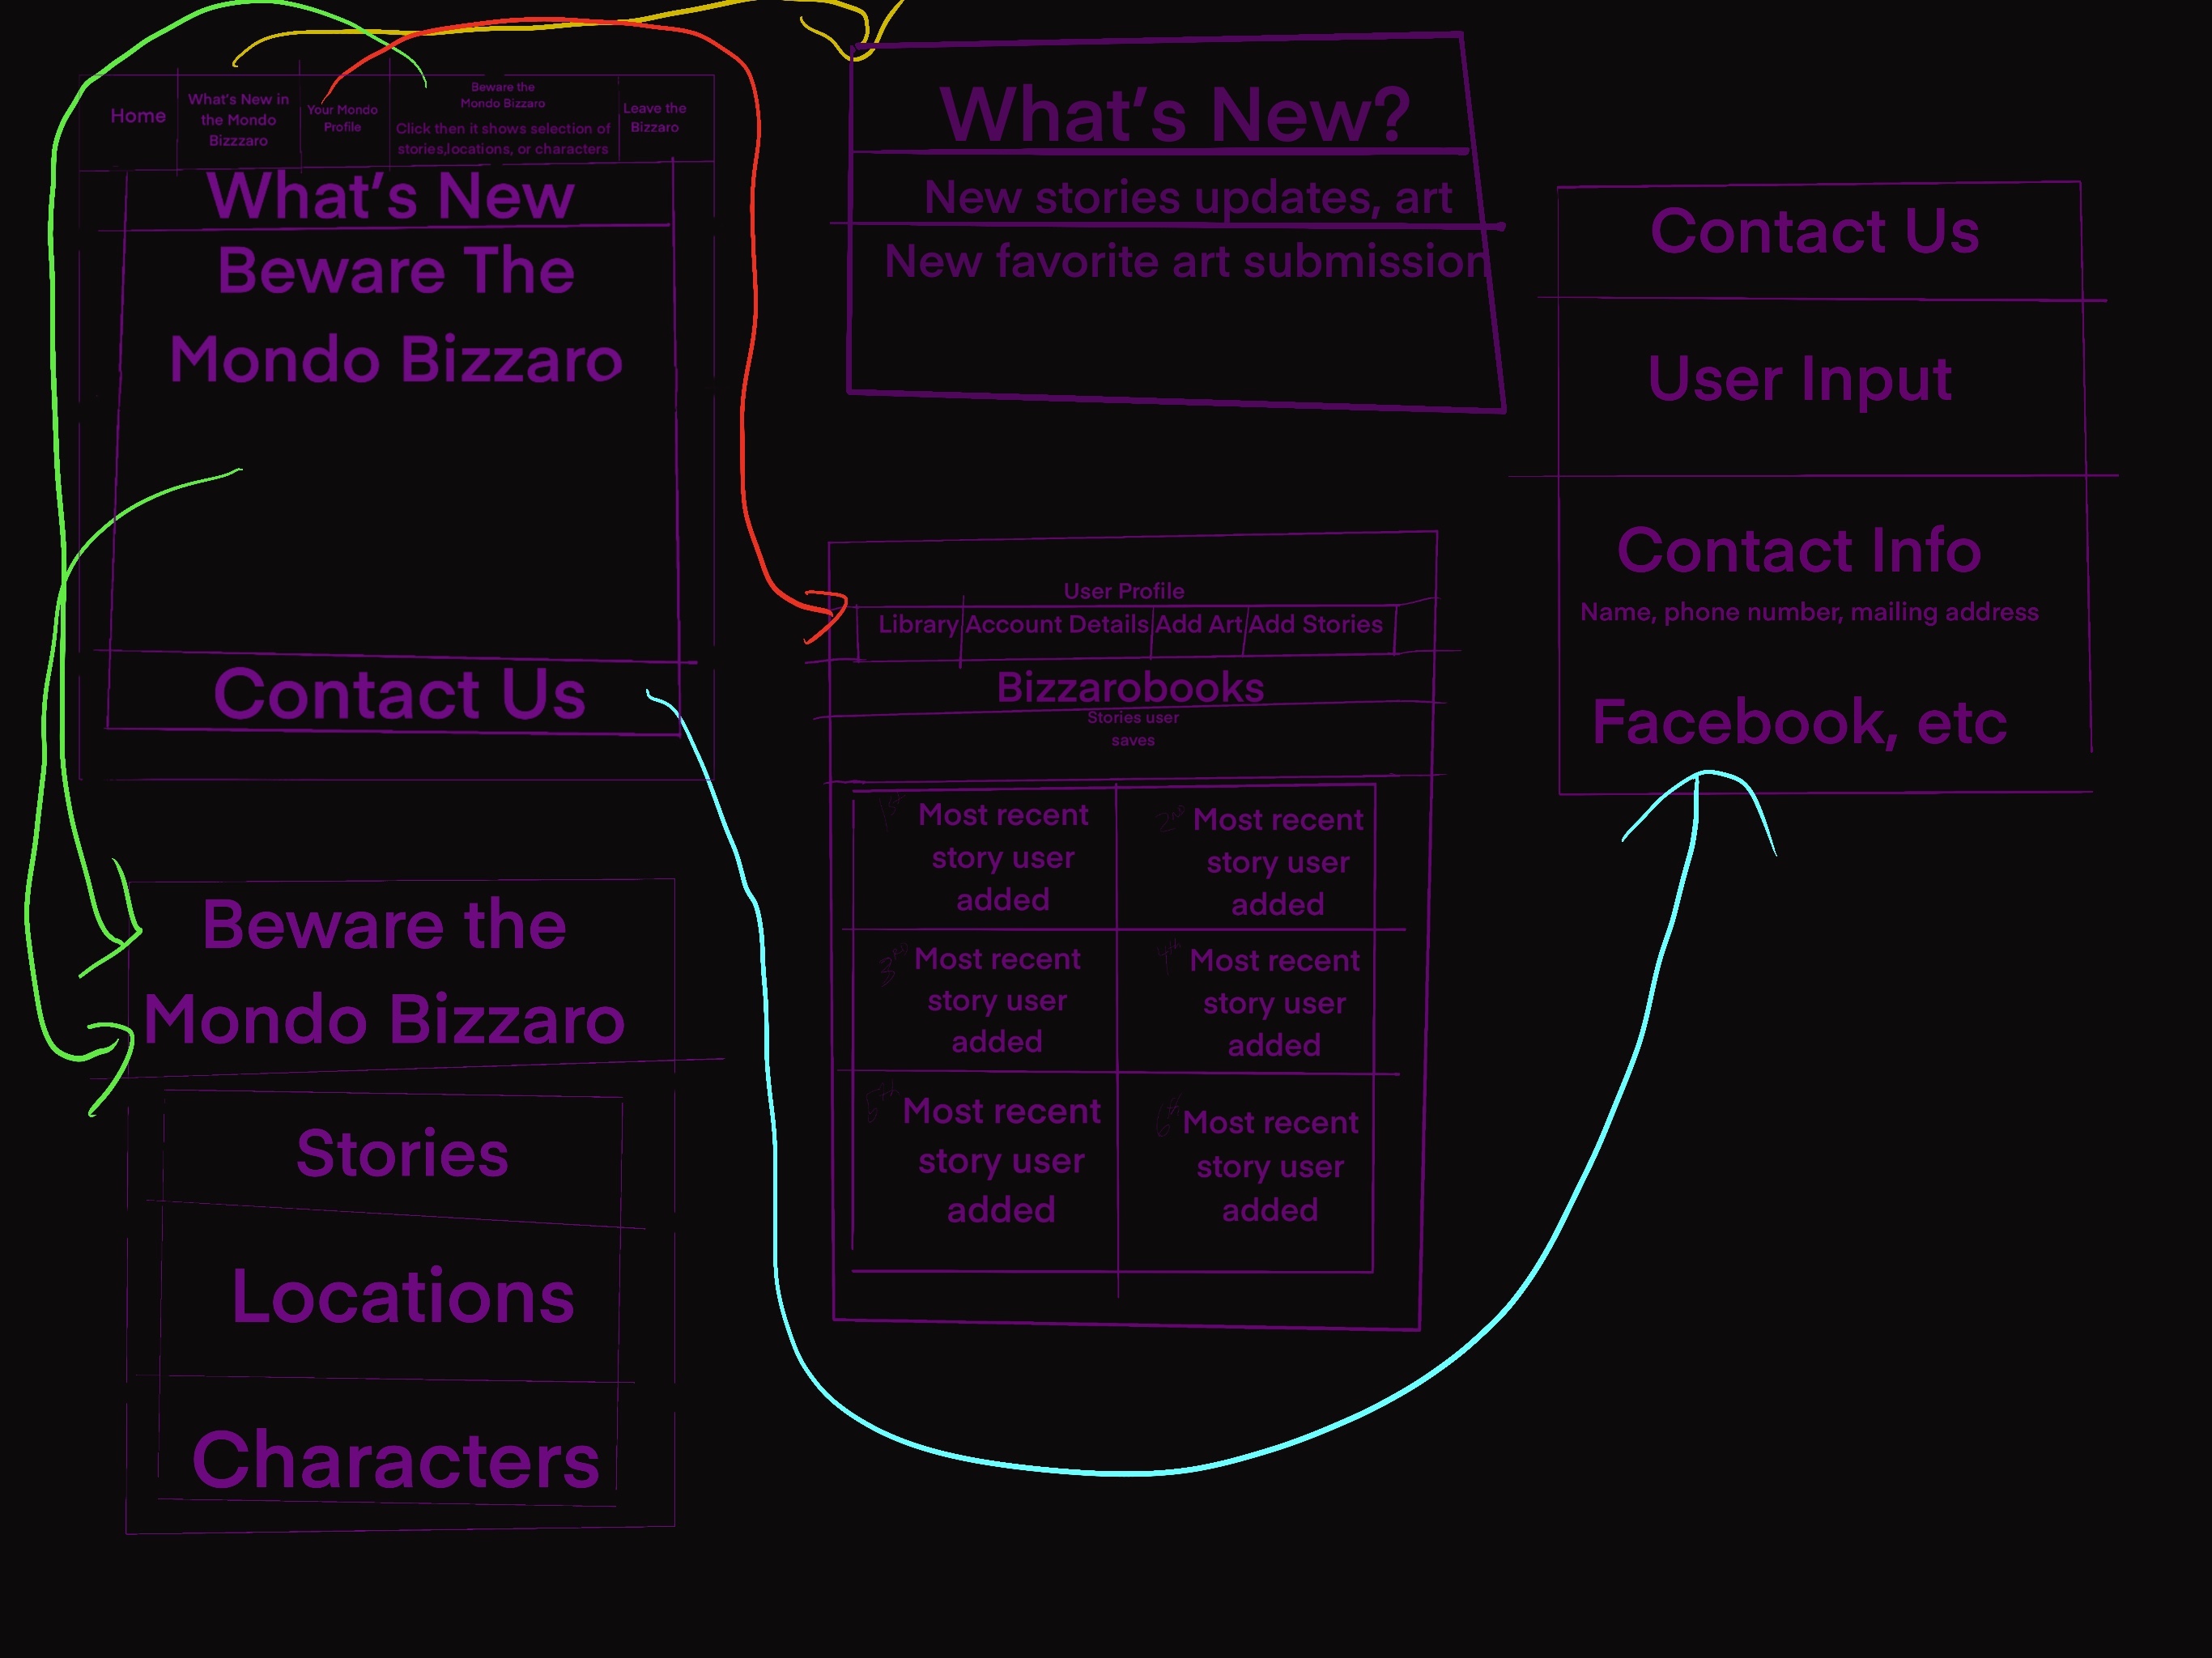 Home
What's New in
the Mondo
Bizzzaro
Your Mondo
Profile
Beware the
Mondo Bizzaro
Click then it shows selection of
stories,locations, or characters
Leave the
Bizzaro
What's New
Beware The
Mondo Bizzaro
Contact Us
Beware the
Mondo Bizzaro
Stories
Locations
Characters
What's New?
New stories updates, art
New favorite art submission
User Profile
Library Account Details Add Art Add Stories
Bizzarobooks
Stories user
saves
1st Most recent
story user
added
2nd Most recent
story user
added
3rd Most recent
story user
added
4th Most recent
story user
added
5th Most recent
story user
added
6th Most recent
story user
added
Contact Us
User Input
Contact Info
Name, phone number, mailing address
Facebook, etc